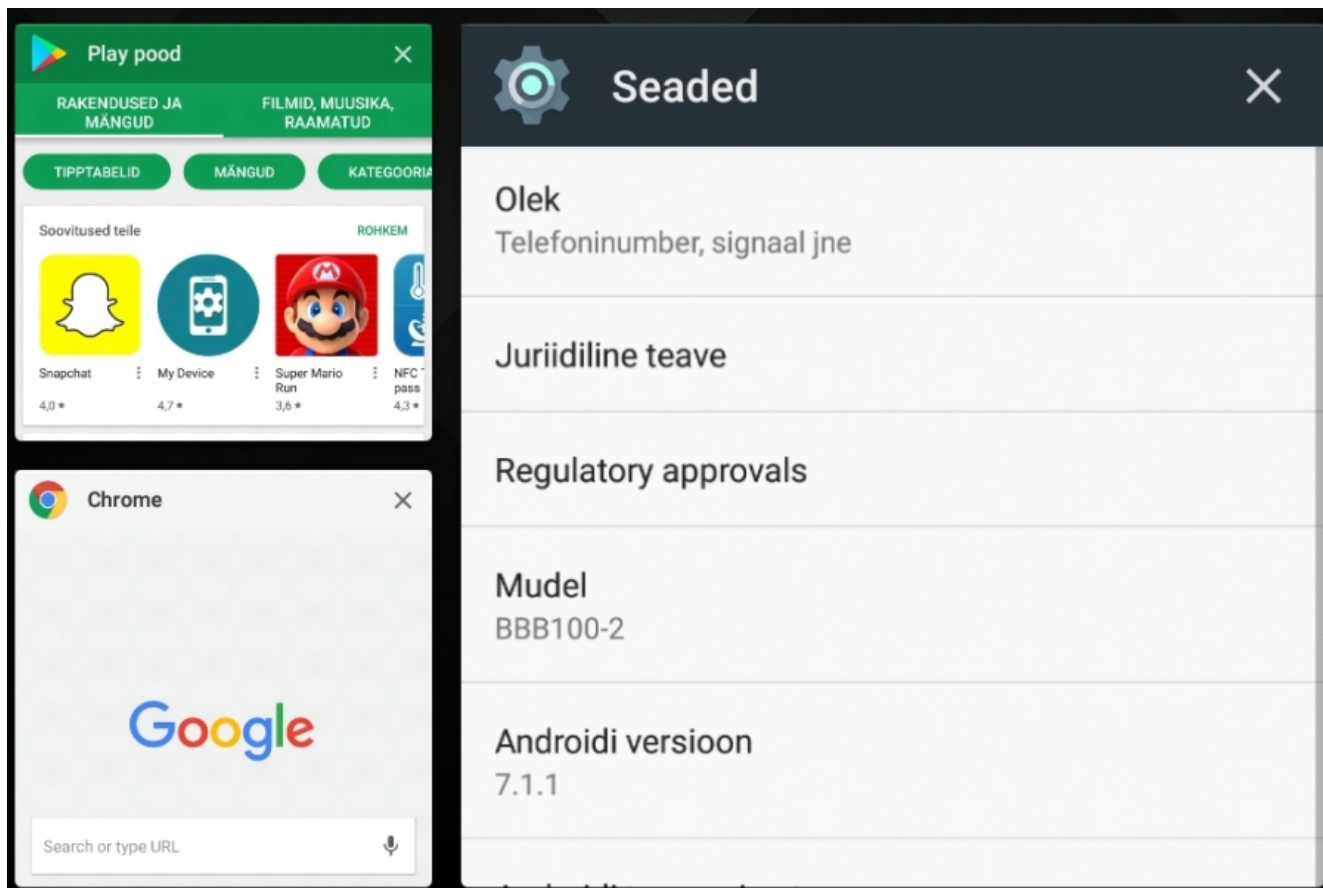 Play pood
RAKENDUSED JA
MÄNGUD
FILMID, MUUSIKA,
RAAMATUD
TIPPTABELID
MÄNGUD
KATEGOORIA
Soovitused teile
ROHKEM
Snapchat
4,0 ★
My Device
4,7 ★
Super Mario
Run
3,6 ★
NFC
pass
4,3 ★
Chrome
Google
Search or type URL
Seaded
Olek
Telefoninumber, signaal jne
Juriidiline teave
Regulatory approvals
Mudel
BBB100-2
Androidi versioon
7.1.1